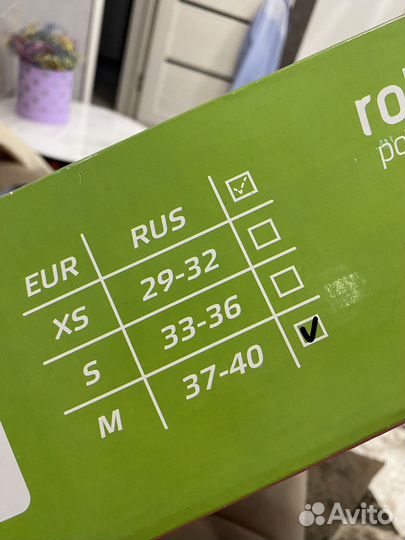 EUR RUS
XS 29-32
S 33-36
M 37-40
Avito